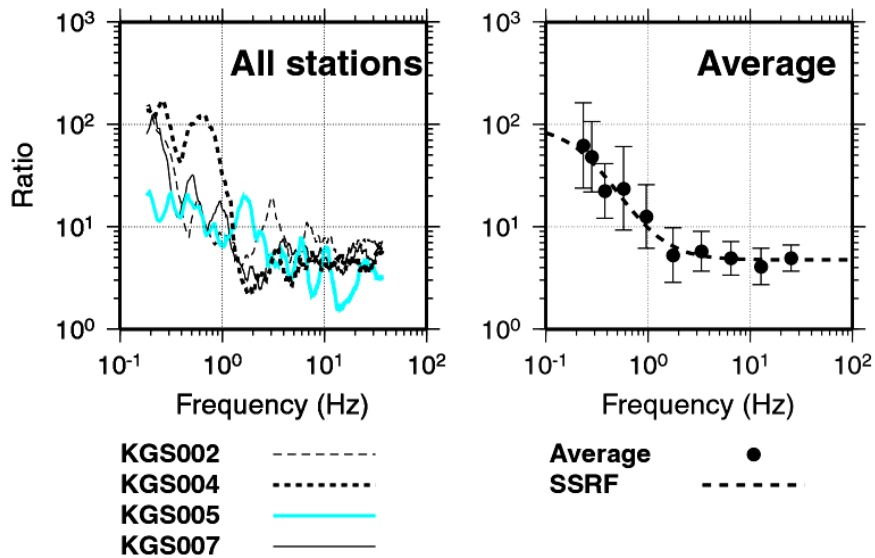 All stations
Average
Ratio
10³
10²
10¹
10⁰
10³
10²
10¹
10⁰
10⁻¹
10⁰
10¹
10²
10⁻¹
10⁰
10¹
10²
Frequency (Hz)
Frequency (Hz)
KGS002
KGS004
KGS005
KGS007
Average
SSRF